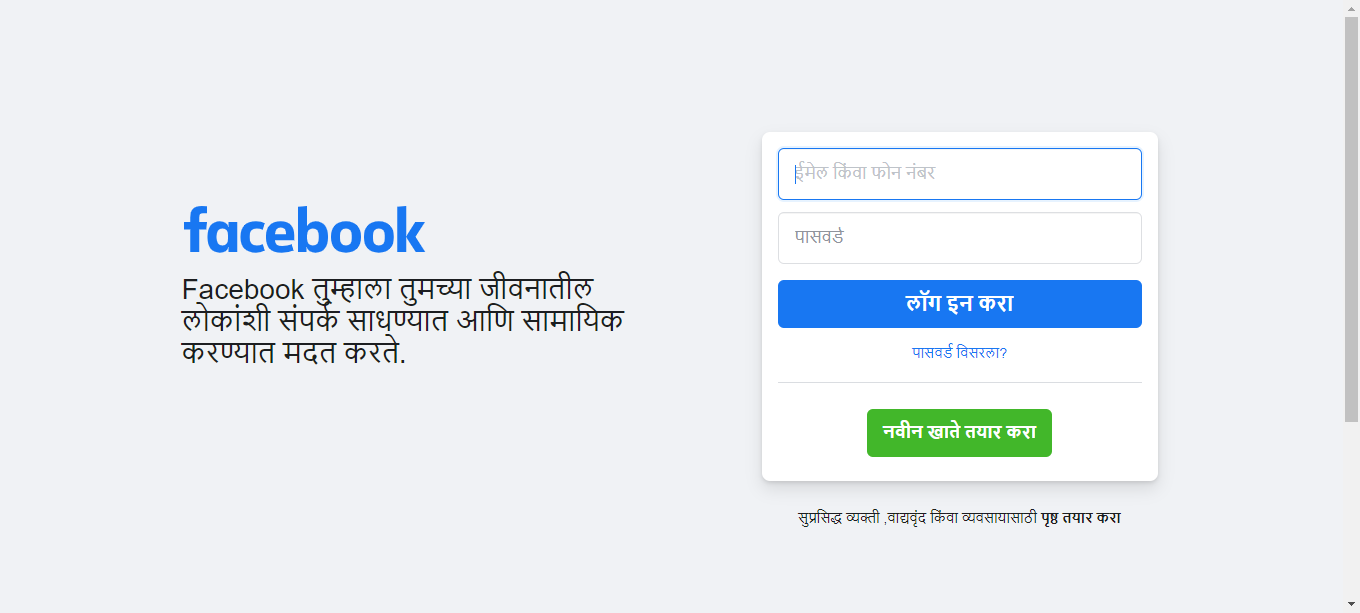 facebook
Facebook तुम्हाला तुमच्या जीवनातील
लोकांशी संपर्क साधण्यात आणि सामायिक
करण्यात मदत करते.
ईमेल किंवा फोन नंबर
पासवर्ड
लॉग इन करा
पासवर्ड विसरला?
नवीन खाते तयार करा
सुप्रसिद्ध व्यक्ती ,वाद्यवृंद किंवा व्यवसायासाठी पृष्ठ तयार करा